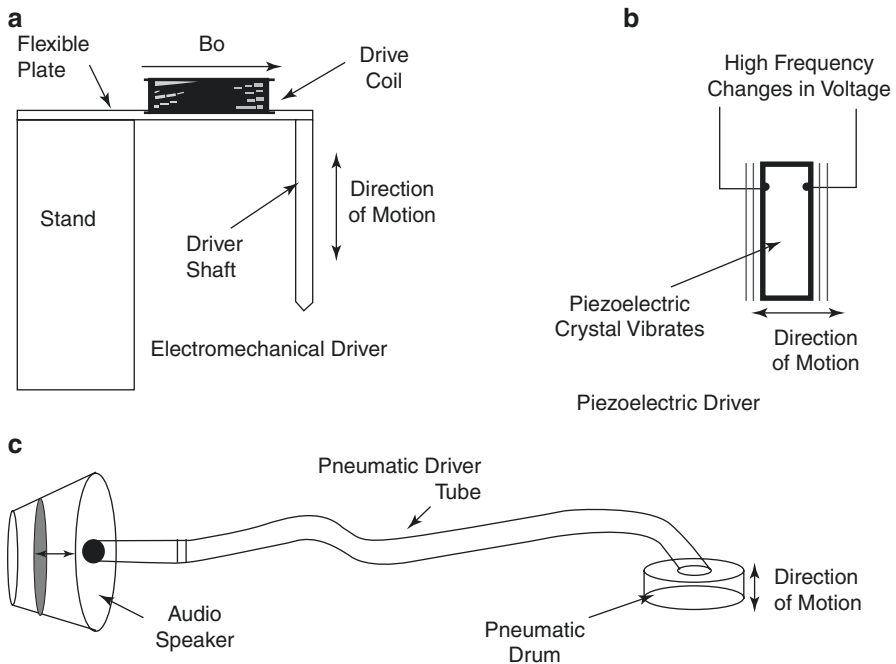 a
Flexible
Plate
Bo
Drive
Coil
Stand
Driver
Shaft
Direction
of Motion
Electromechanical Driver
b
High Frequency
Changes in Voltage
Piezoelectric
Crystal Vibrates
Direction
of Motion
Piezoelectric Driver
c
Pneumatic Driver
Tube
Audio
Speaker
Pneumatic
Drum
Direction
of Motion